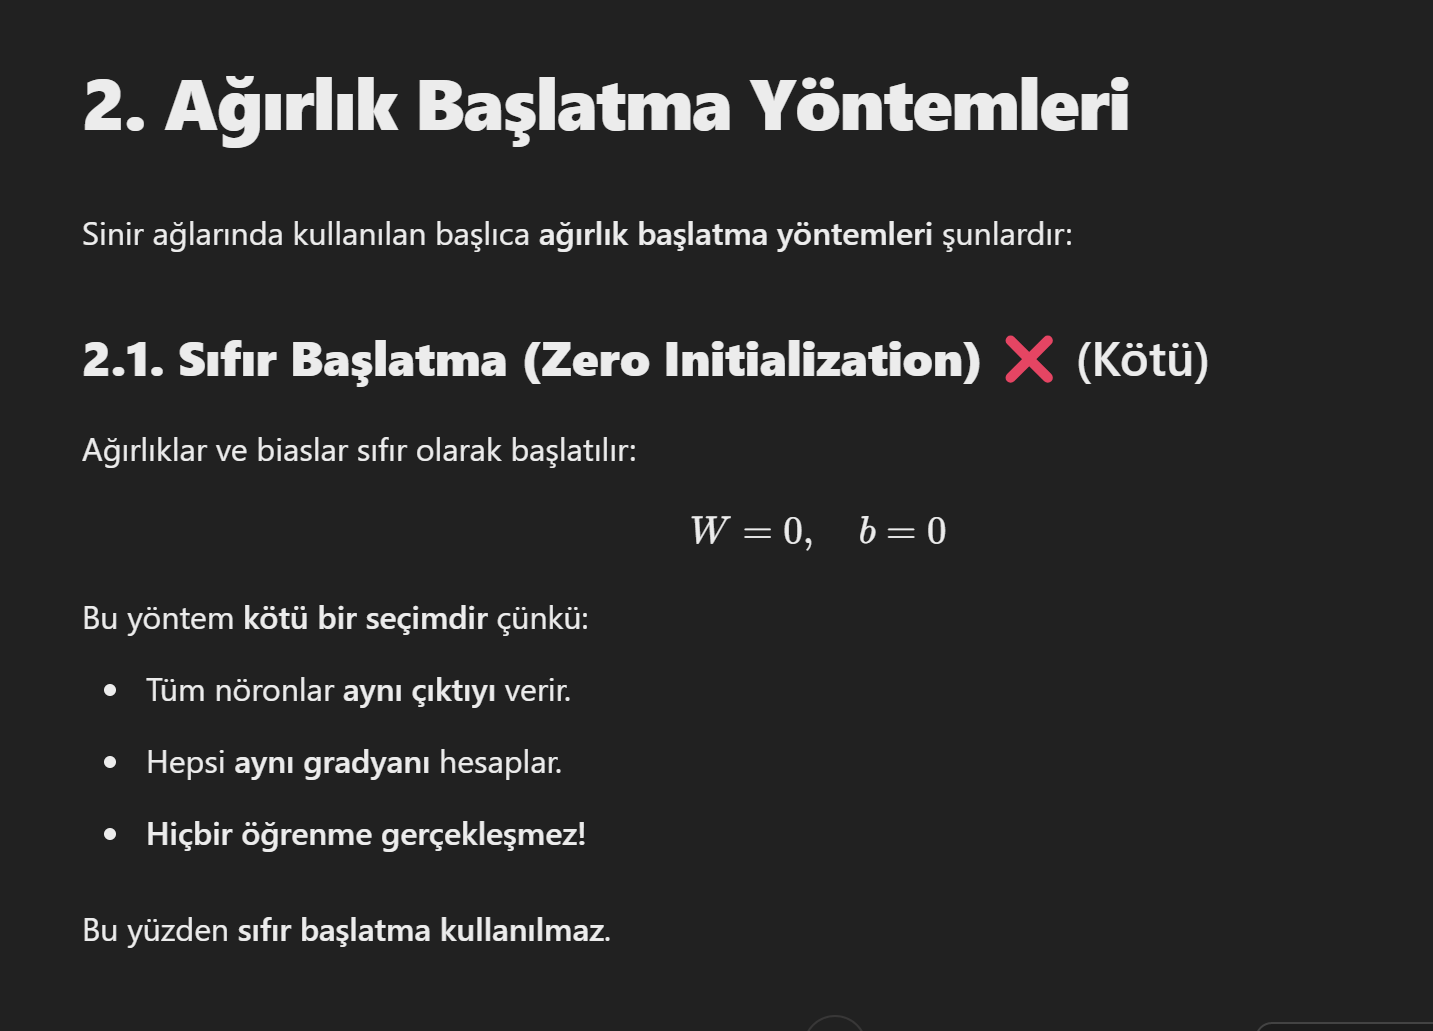 2. Ağırlık Başlatma Yöntemleri
Sinir ağlarında kullanılan başlıca ağırlık başlatma yöntemleri şunlardır:
2.1. Sıfır Başlatma (Zero Initialization) ❌ (Kötü)
Ağırlıklar ve biaslar sıfır olarak başlatılır:
W = 0, b = 0
Bu yöntem kötü bir seçimdir çünkü:
• Tüm nöronlar aynı çıktıyı verir.
• Hepsi aynı gradyanı hesaplar.
• Hiçbir öğrenme gerçekleşmez!
Bu yüzden sıfır başlatma kullanılmaz.